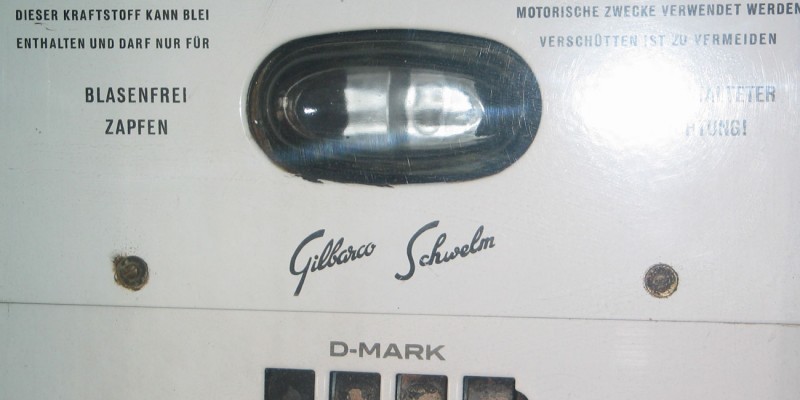 DIESER KRAFTSTOFF KANN BLEI
ENTHALTEN UND DARF NUR FÜR
MOTORISCHE ZWECKE VERWENDET WERDEN
VERSCHÜTTEN IST ZU VERMEIDEN
BLASENFREI
ZAPFEN
Gilbarco Schwelm
D-MARK